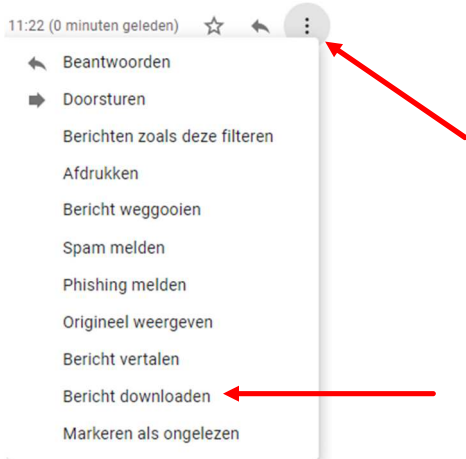 11:22 (0 minuten geleden)
Beantwoorden
Doorsturen
Berichten zoals deze filteren
Afdrukken
Bericht weggooien
Spam melden
Phishing melden
Origineel weergeven
Bericht vertalen
Bericht downloaden
Markeren als ongelezen